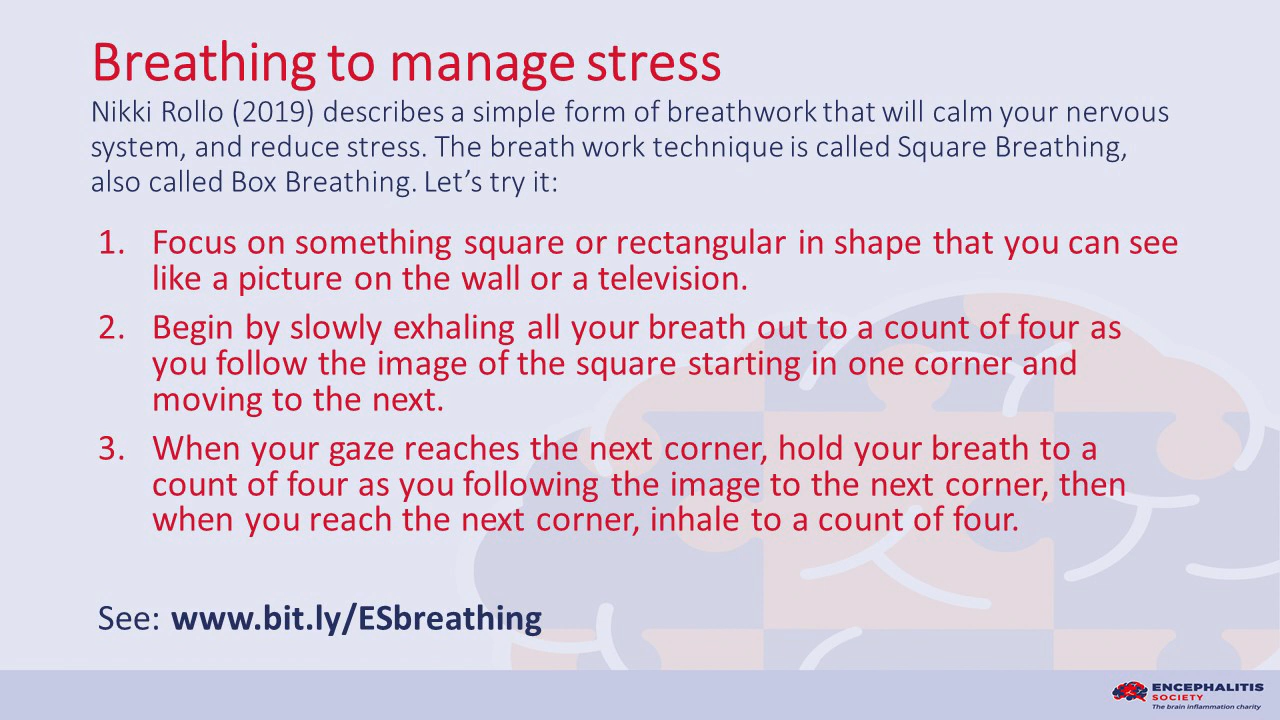 Breathing to manage stress
Nikki Rollo (2019) describes a simple form of breathwork that will calm your nervous
system, and reduce stress. The breath work technique is called Square Breathing,
also called Box Breathing. Let’s try it:
1. Focus on something square or rectangular in shape that you can see
like a picture on the wall or a television.
2. Begin by slowly exhaling all your breath out to a count of four as
you follow the image of the square starting in one corner and
moving to the next.
3. When your gaze reaches the next corner, hold your breath to a
count of four as you following the image to the next corner, then
when you reach the next corner, inhale to a count of four.
See: www.bit.ly/ESbreathing
ENCEPHALITIS
SOCIETY
The brain inflammation charity